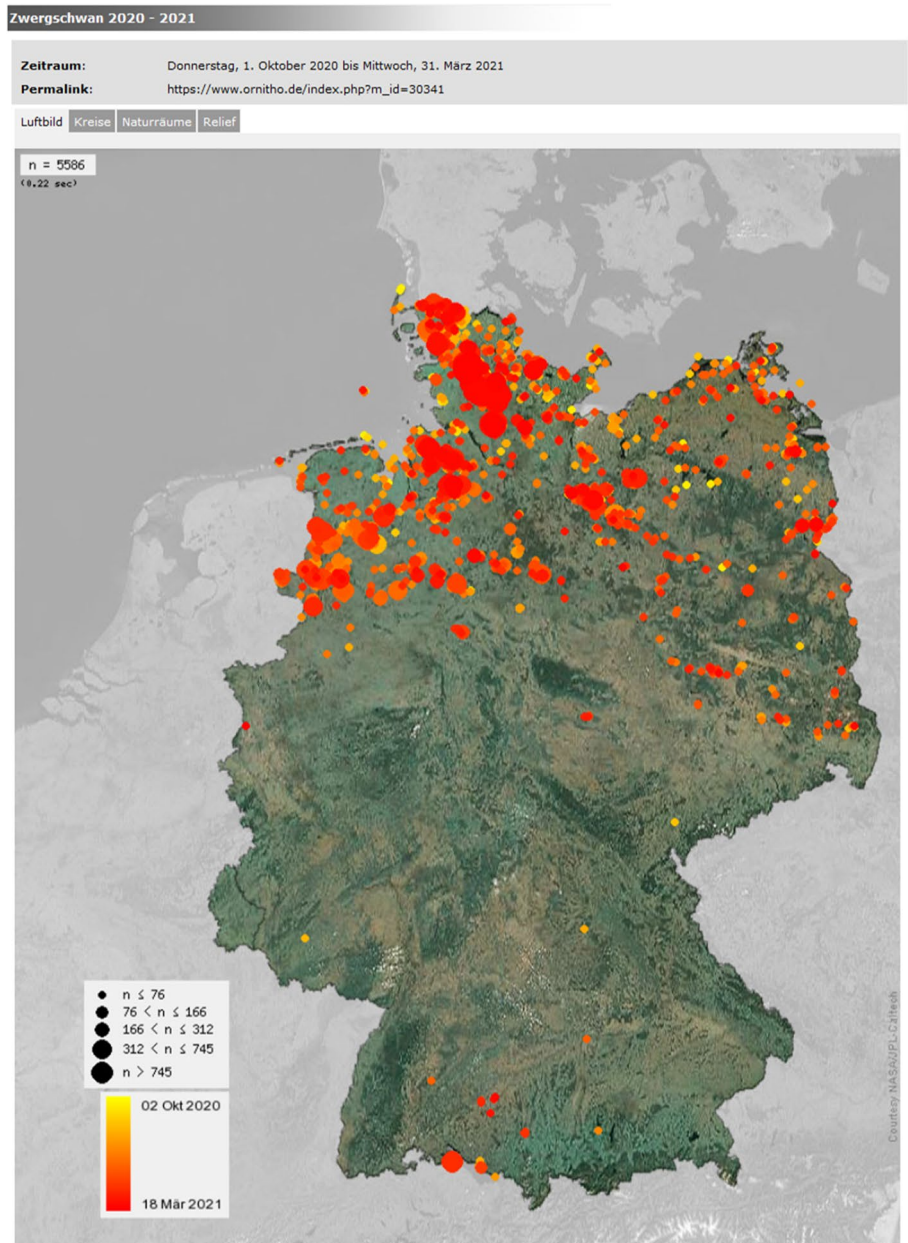 Zwergschwan 2020 - 2021
Zeitraum: Donnerstag, 1. Oktober 2020 bis Mittwoch, 31. März 2021
Permalink: https://www.ornitho.de/index.php?m_id=30341
Luftbild Kreise Naturräume Relief
n = 5586
(0.22 sec)
n ≤ 76
76 < n ≤ 166
166 < n ≤ 312
312 < n ≤ 745
n > 745
02 Okt 2020
18 Mär 2021
Courtesy NASA/JPL-Caltech